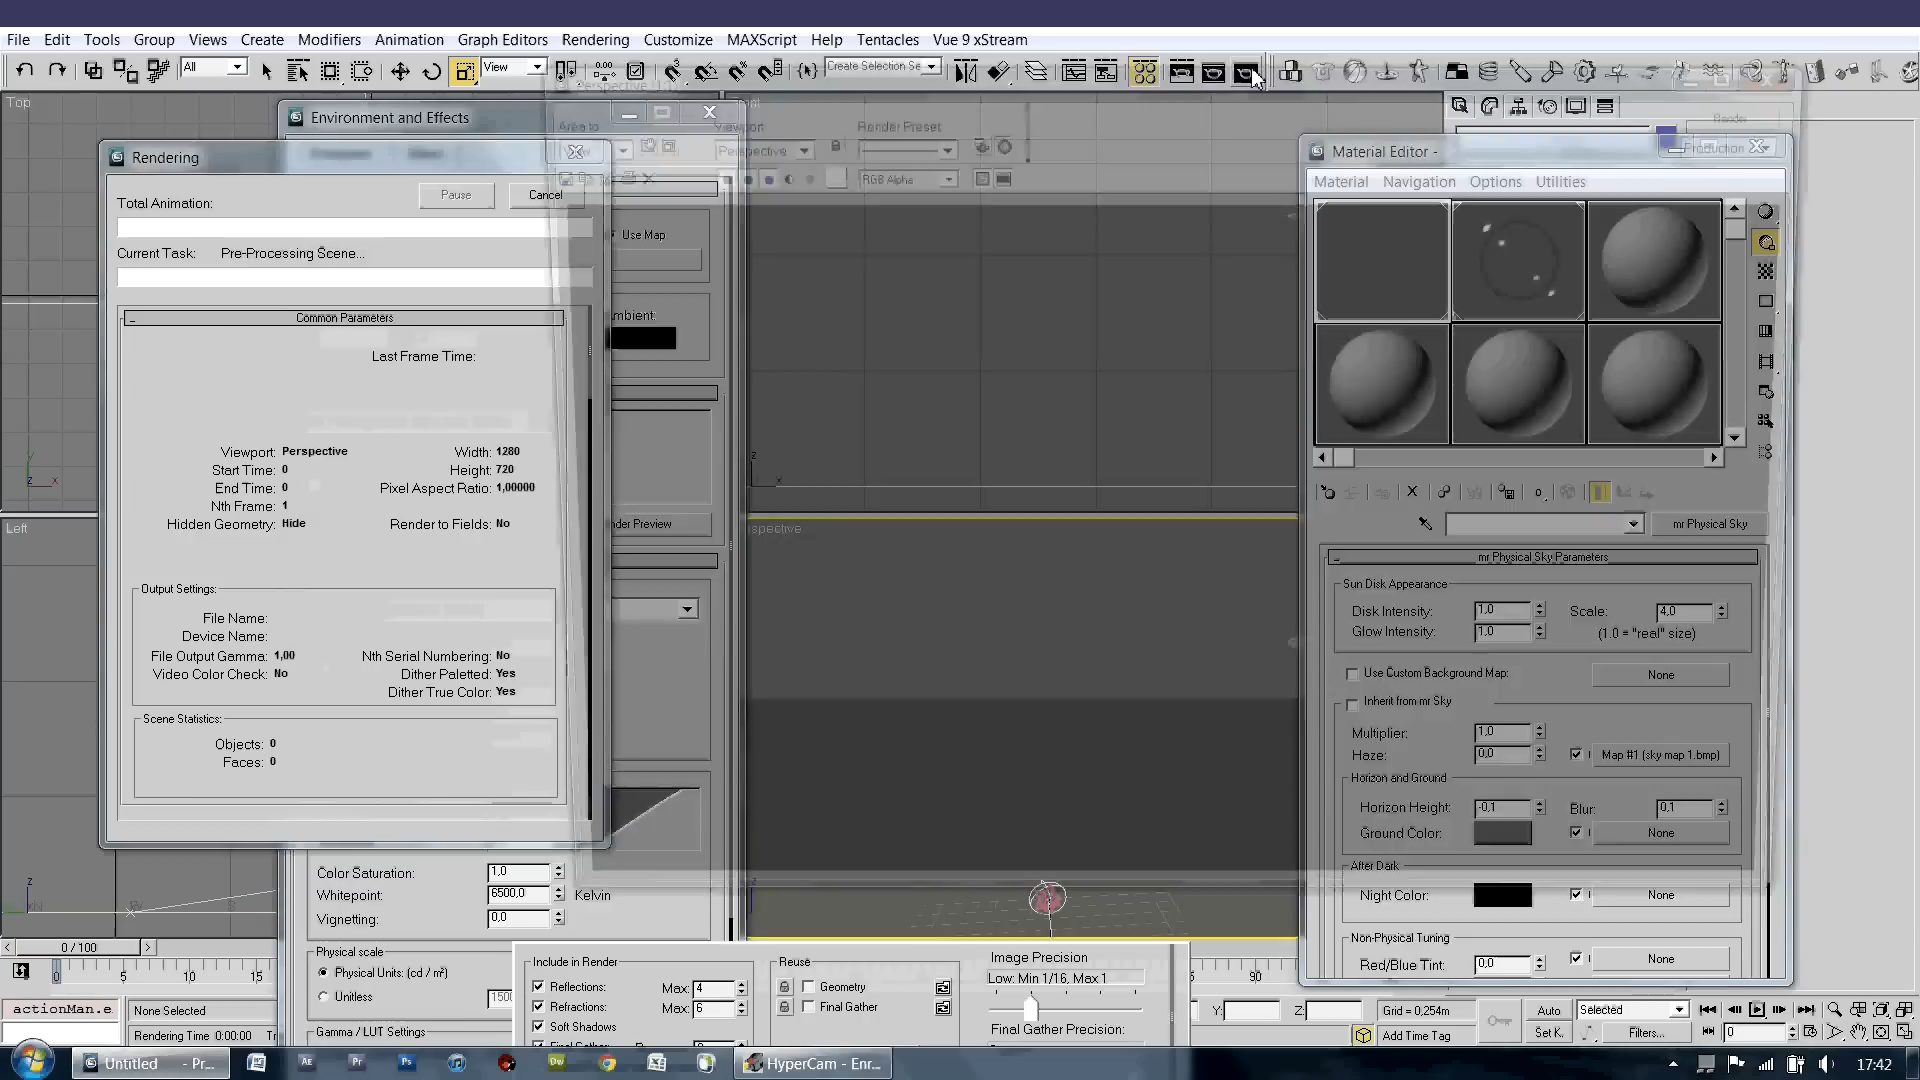 File Edit Tools Group Views Create Modifiers Animation Graph Editors Rendering Customize MAXScript Help Tentacles Vue 9 xStream
All
View
Create Selection Se
Top
Environment and Effects
Perspective (1:1)
Area to
Viewport
Render Preset
Perspective
RGB Alpha
Render
Production
Rendering
Total Animation:
Pause
Cancel
Current Task: Pre-Processing Scene...
Common Parameters
Last Frame Time:
Viewport: Perspective
Width: 1280
Start Time: 0
Height: 720
End Time: 0
Pixel Aspect Ratio: 1,00000
Nth Frame: 1
Hidden Geometry: Hide
Render to Fields: No
Output Settings:
File Name:
Device Name:
File Output Gamma: 1,00
Nth Serial Numbering: No
Video Color Check: No
Dither Paletted: Yes
Dither True Color: Yes
Scene Statistics:
Objects: 0
Faces: 0
Use Map
mbient:
der Preview
Color Saturation: 1,0
Whitepoint: 6500,0 Kelvin
Vignetting: 0,0
Physical scale
Physical Units: (cd / m²)
Unitless
1500
Gamma / LUT Settings
Left
spective
Material Editor -
Material Navigation Options Utilities
mr Physical Sky
mr Physical Sky Parameters
Sun Disk Appearance
Disk Intensity: 1,0
Scale: 4,0
Glow Intensity: 1,0
(1.0 = "real" size)
Use Custom Background Map:
None
Inherit from mr Sky
Multiplier: 1,0
Haze: 0,0
Map #1 (sky map 1.bmp)
Horizon and Ground
Horizon Height: -0,1
Blur: 0,1
Ground Color:
None
After Dark
Night Color:
None
Non-Physical Tuning
Red/Blue Tint: 0,0
None
Include in Render
Reflections: Max: 4
Refractions: Max: 6
Soft Shadows
Reuse
Geometry
Final Gather
Image Precision
Low: Min 1/16, Max 1
Final Gather Precision:
0 / 100
0 5 10 15
90
actionMan.e
None Selected
Rendering Time 0:00:00
Y:
Z:
Grid = 0,254m
Add Time Tag
Auto
Selected
Set K.
Filters...
0
Untitled - Pr...
HyperCam - Enr...
17:42